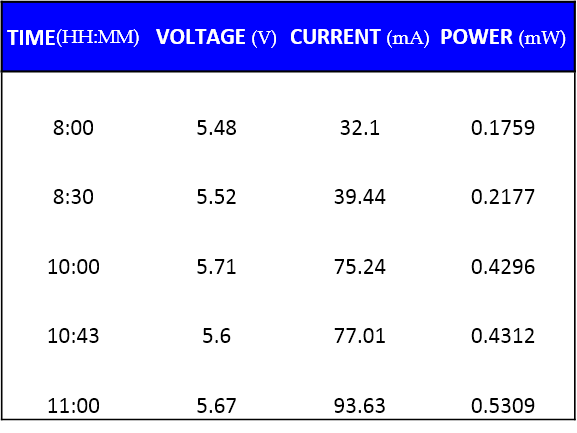 TIME(HH:MM) VOLTAGE (V) CURRENT (mA) POWER (mW)
8:00 5.48 32.1 0.1759
8:30 5.52 39.44 0.2177
10:00 5.71 75.24 0.4296
10:43 5.6 77.01 0.4312
11:00 5.67 93.63 0.5309